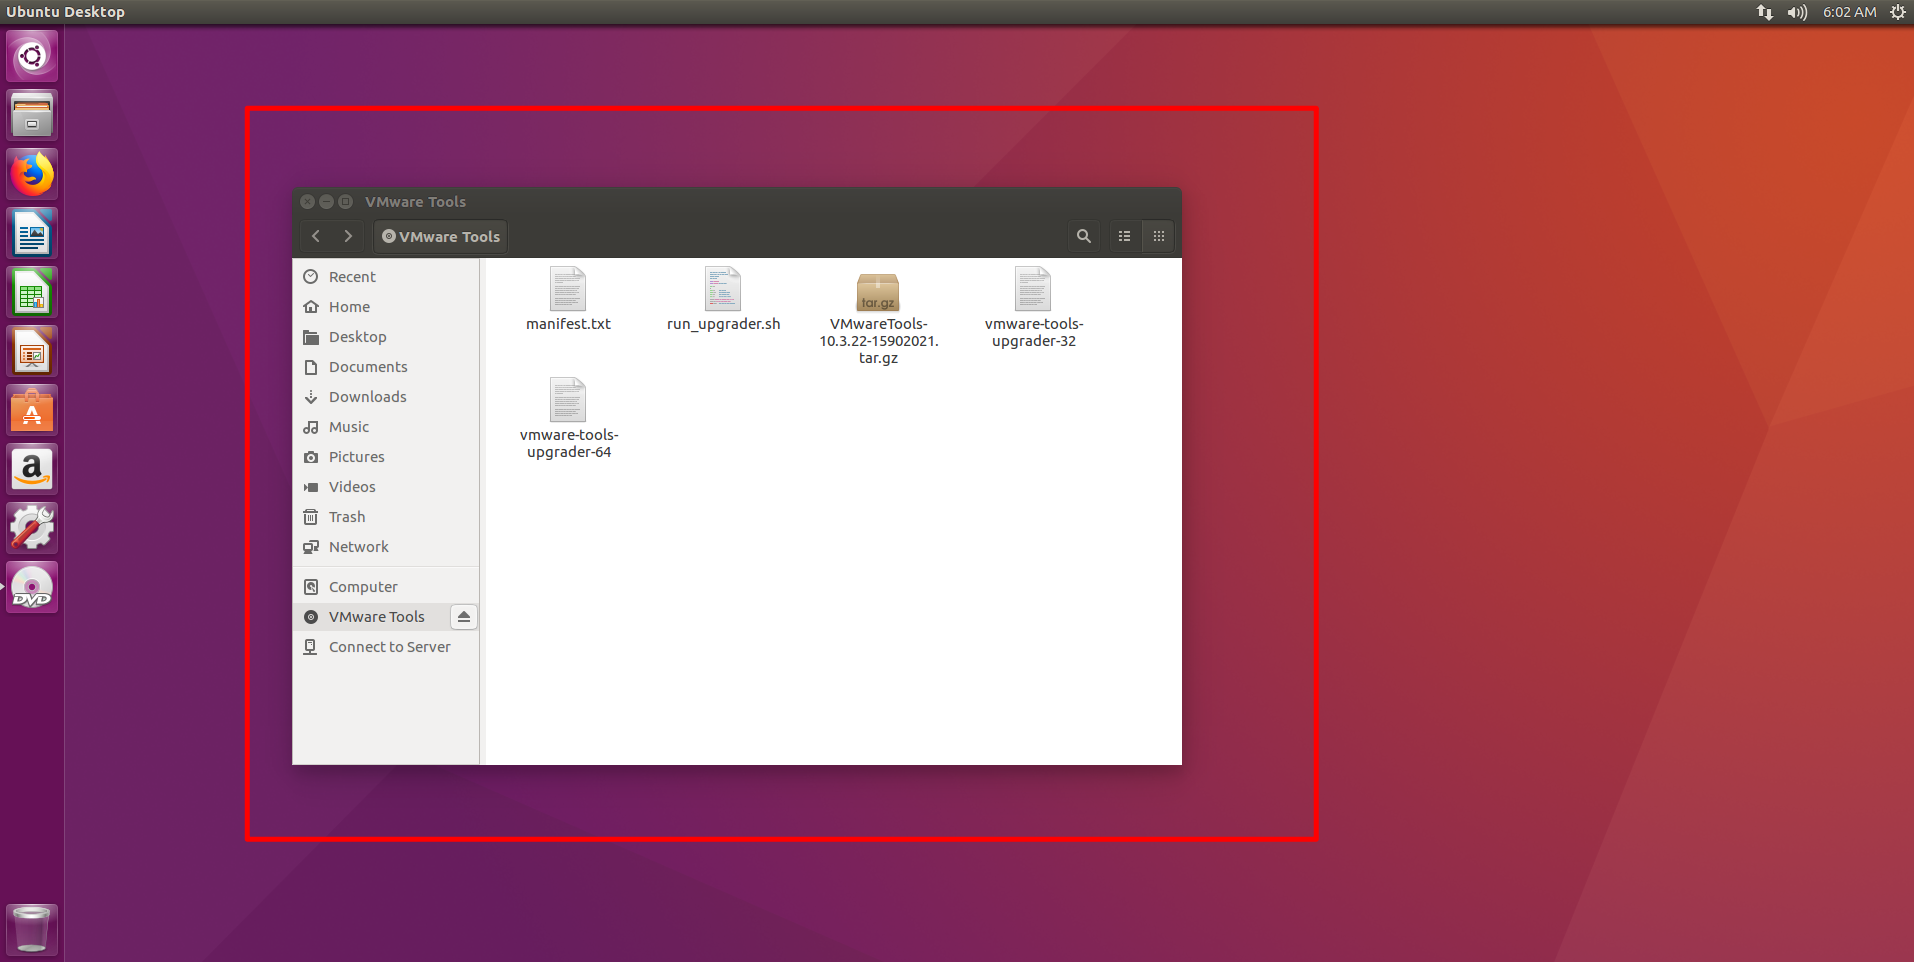 Ubuntu Desktop
6:02 AM
VMware Tools
VMware Tools
Recent
Home
Desktop
Documents
Downloads
Music
Pictures
Videos
Trash
Network
Computer
VMware Tools
Connect to Server
manifest.txt
run_upgrader.sh
tar.gz
VMwareTools-
10.3.22-15902021.
tar.gz
vmware-tools-
upgrader-32
vmware-tools-
upgrader-64
a
DVD